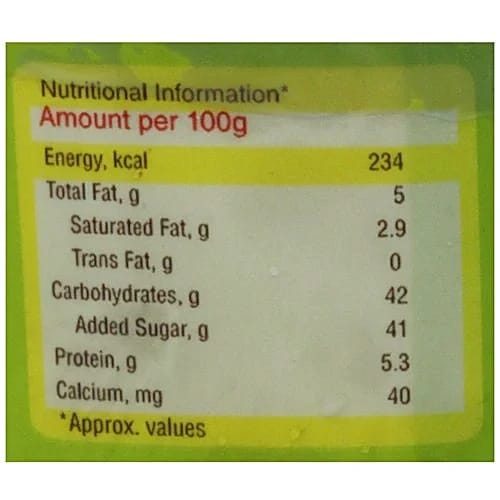 Nutritional Information*
Amount per 100g
Energy, kcal 234
Total Fat, g 5
Saturated Fat, g 2.9
Trans Fat, g 0
Carbohydrates, g 42
Added Sugar, g 41
Protein, g 5.3
Calcium, mg 40
*Approx. values